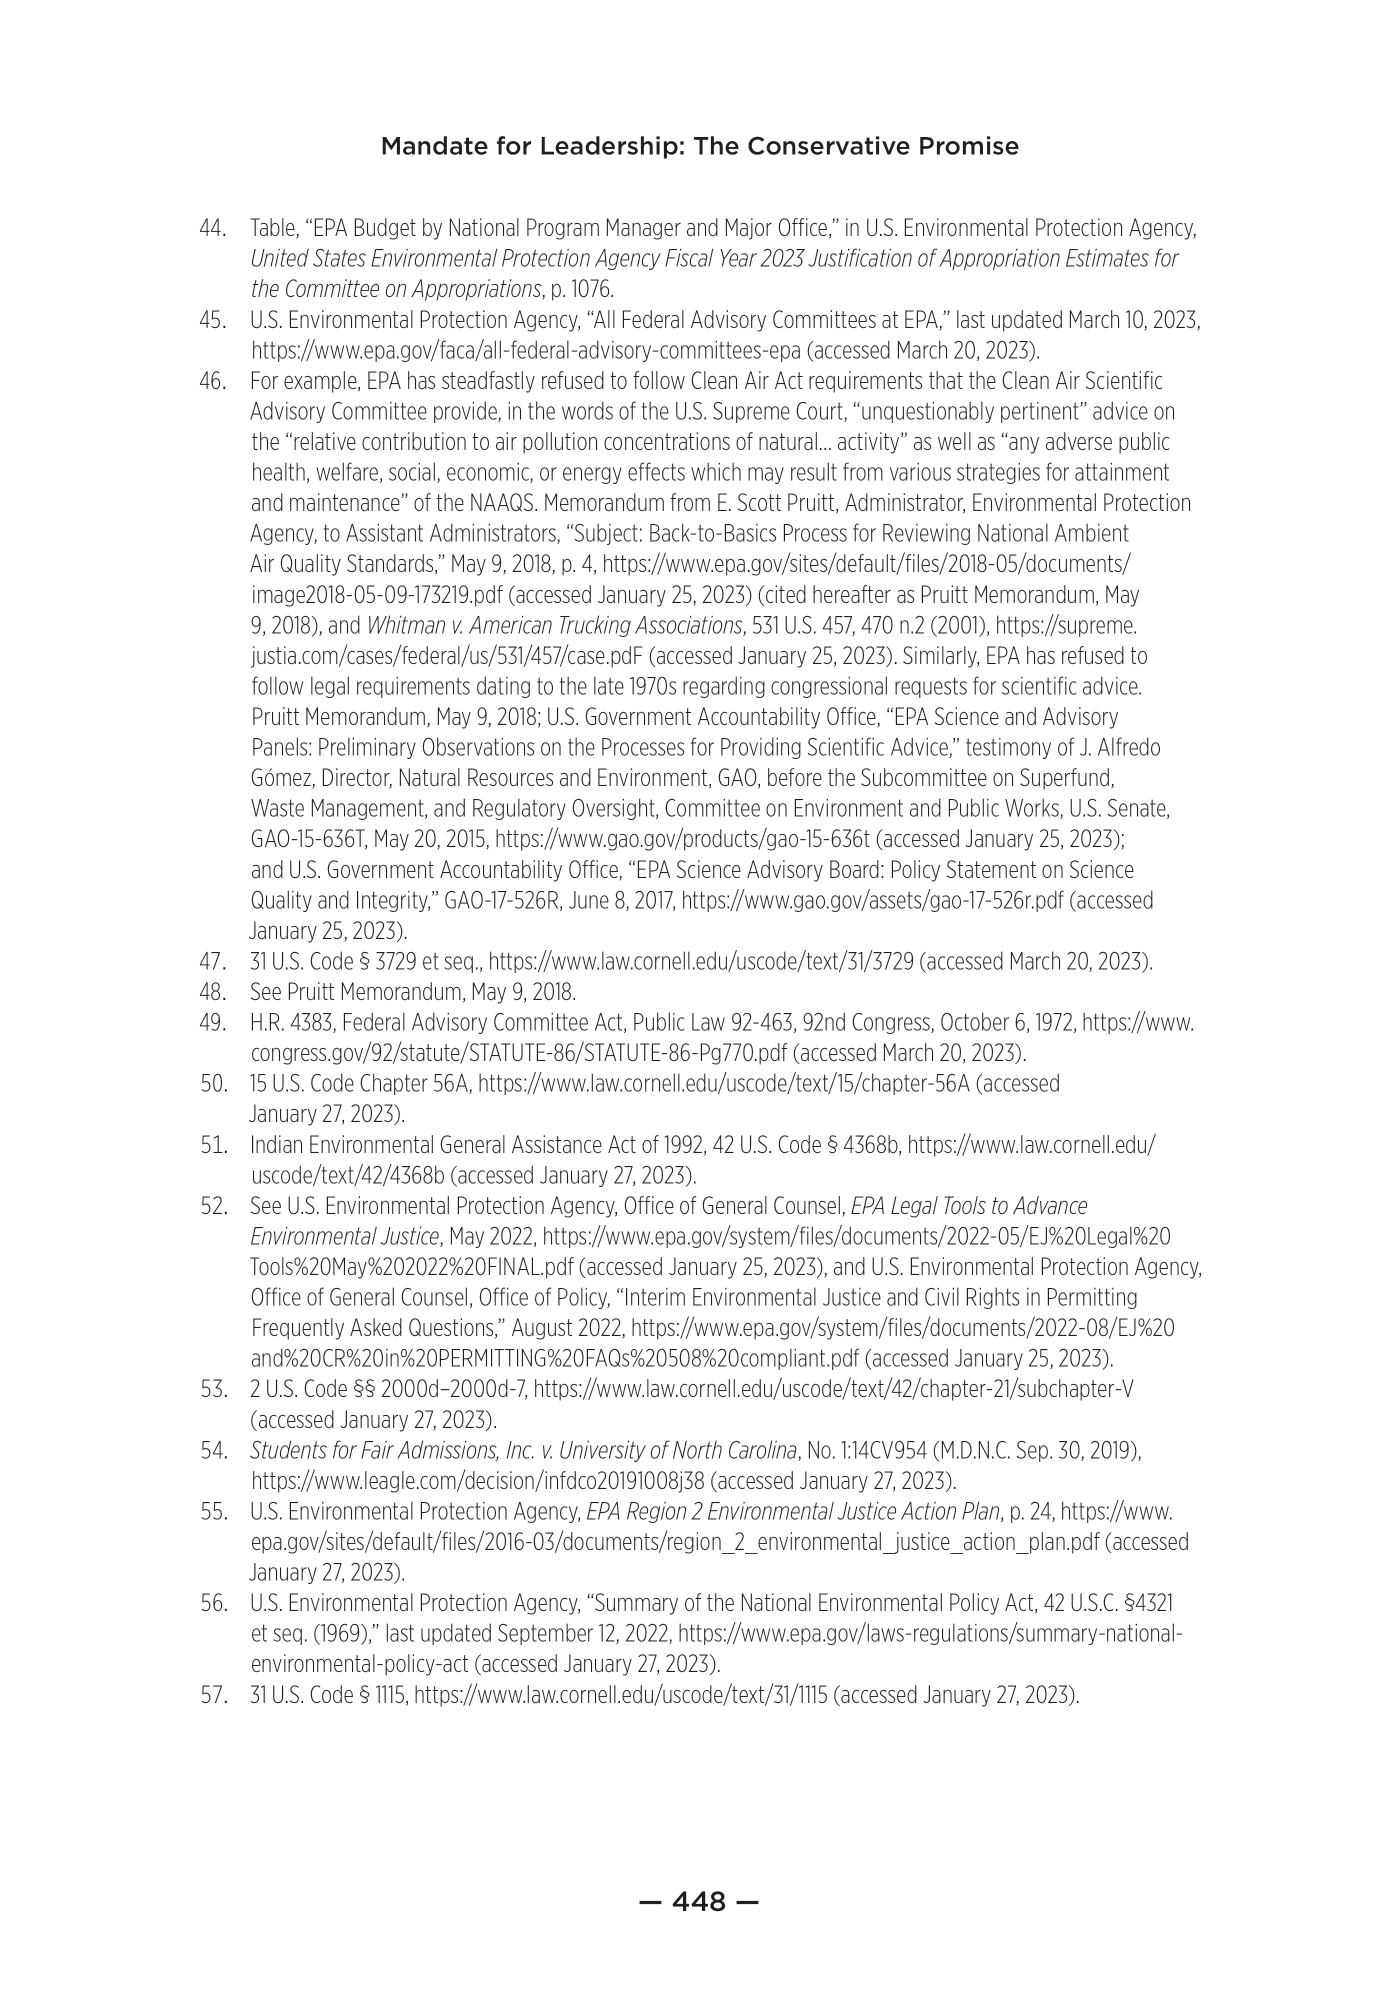 Mandate for Leadership: The Conservative Promise
44. Table, “EPA Budget by National Program Manager and Major Office,” in U.S. Environmental Protection Agency,
United States Environmental Protection Agency Fiscal Year 2023 Justification of Appropriation Estimates for
the Committee on Appropriations, p. 1076.
45. U.S. Environmental Protection Agency, “All Federal Advisory Committees at EPA,” last updated March 10, 2023,
https://www.epa.gov/faca/all-federal-advisory-committees-epa (accessed March 20, 2023).
46. For example, EPA has steadfastly refused to follow Clean Air Act requirements that the Clean Air Scientific
Advisory Committee provide, in the words of the U.S. Supreme Court, “unquestionably pertinent” advice on
the “relative contribution to air pollution concentrations of natural… activity” as well as “any adverse public
health, welfare, social, economic, or energy effects which may result from various strategies for attainment
and maintenance” of the NAAQS. Memorandum from E. Scott Pruitt, Administrator, Environmental Protection
Agency, to Assistant Administrators, “Subject: Back-to-Basics Process for Reviewing National Ambient
Air Quality Standards,” May 9, 2018, p. 4, https://www.epa.gov/sites/default/files/2018-05/documents/
image2018-05-09-173219.pdf (accessed January 25, 2023) (cited hereafter as Pruitt Memorandum, May
9, 2018), and Whitman v. American Trucking Associations, 531 U.S. 457, 470 n.2 (2001), https://supreme.
justia.com/cases/federal/us/531/457/case.pdF (accessed January 25, 2023). Similarly, EPA has refused to
follow legal requirements dating to the late 1970s regarding congressional requests for scientific advice.
Pruitt Memorandum, May 9, 2018; U.S. Government Accountability Office, “EPA Science and Advisory
Panels: Preliminary Observations on the Processes for Providing Scientific Advice,” testimony of J. Alfredo
Gómez, Director, Natural Resources and Environment, GAO, before the Subcommittee on Superfund,
Waste Management, and Regulatory Oversight, Committee on Environment and Public Works, U.S. Senate,
GAO-15-636T, May 20, 2015, https://www.gao.gov/products/gao-15-636t (accessed January 25, 2023);
and U.S. Government Accountability Office, “EPA Science Advisory Board: Policy Statement on Science
Quality and Integrity,” GAO-17-526R, June 8, 2017, https://www.gao.gov/assets/gao-17-526r.pdf (accessed
January 25, 2023).
47. 31 U.S. Code § 3729 et seq., https://www.law.cornell.edu/uscode/text/31/3729 (accessed March 20, 2023).
48. See Pruitt Memorandum, May 9, 2018.
49. H.R. 4383, Federal Advisory Committee Act, Public Law 92-463, 92nd Congress, October 6, 1972, https://www.
congress.gov/92/statute/STATUTE-86/STATUTE-86-Pg770.pdf (accessed March 20, 2023).
50. 15 U.S. Code Chapter 56A, https://www.law.cornell.edu/uscode/text/15/chapter-56A (accessed
January 27, 2023).
51. Indian Environmental General Assistance Act of 1992, 42 U.S. Code § 4368b, https://www.law.cornell.edu/
uscode/text/42/4368b (accessed January 27, 2023).
52. See U.S. Environmental Protection Agency, Office of General Counsel, EPA Legal Tools to Advance
Environmental Justice, May 2022, https://www.epa.gov/system/files/documents/2022-05/EJ%20Legal%20
Tools%20May%202022%20FINAL.pdf (accessed January 25, 2023), and U.S. Environmental Protection Agency,
Office of General Counsel, Office of Policy, “Interim Environmental Justice and Civil Rights in Permitting
Frequently Asked Questions,” August 2022, https://www.epa.gov/system/files/documents/2022-08/EJ%20
and%20CR%20in%20PERMITTING%20FAQs%20508%20compliant.pdf (accessed January 25, 2023).
53. 2 U.S. Code §§ 2000d–2000d-7, https://www.law.cornell.edu/uscode/text/42/chapter-21/subchapter-V
(accessed January 27, 2023).
54. Students for Fair Admissions, Inc. v. University of North Carolina, No. 1:14CV954 (M.D.N.C. Sep. 30, 2019),
https://www.leagle.com/decision/infdco20191008j38 (accessed January 27, 2023).
55. U.S. Environmental Protection Agency, EPA Region 2 Environmental Justice Action Plan, p. 24, https://www.
epa.gov/sites/default/files/2016-03/documents/region_2_environmental_justice_action_plan.pdf (accessed
January 27, 2023).
56. U.S. Environmental Protection Agency, “Summary of the National Environmental Policy Act, 42 U.S.C. §4321
et seq. (1969),” last updated September 12, 2022, https://www.epa.gov/laws-regulations/summary-national-
environmental-policy-act (accessed January 27, 2023).
57. 31 U.S. Code § 1115, https://www.law.cornell.edu/uscode/text/31/1115 (accessed January 27, 2023).
— 448 —